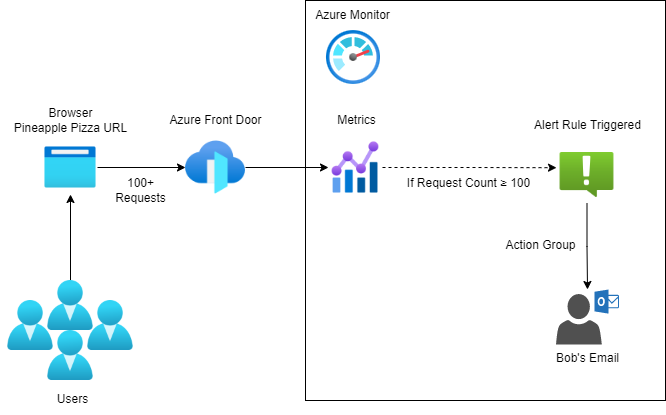 Azure Monitor
Browser
Pineapple Pizza URL
Azure Front Door
Metrics
Alert Rule Triggered
100+
Requests
If Request Count ≥ 100
Action Group
O
Bob's Email
Users